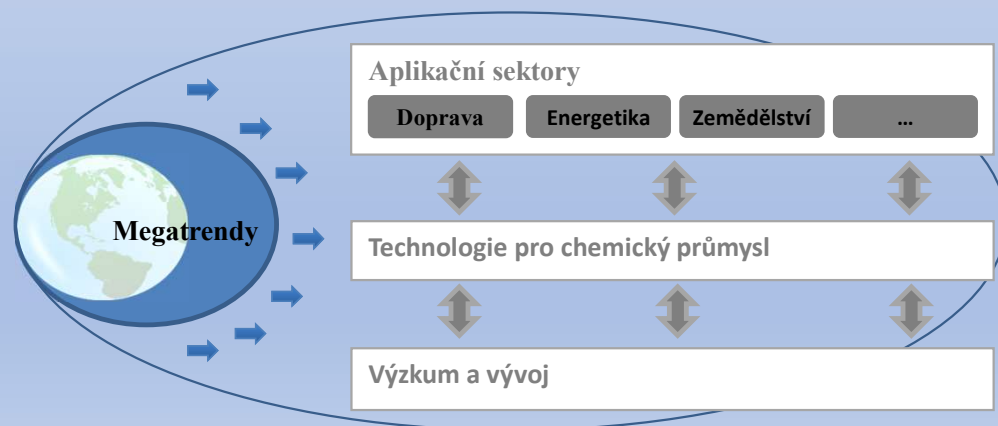 Aplikační sektory
Doprava
Energetika
Zemědělství
...
Megatrendy
Technologie pro chemický průmysl
Výzkum a vývoj